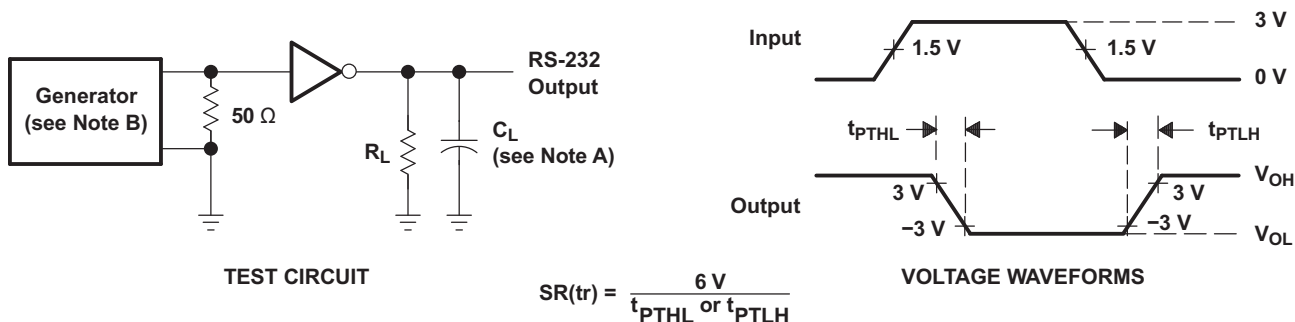 Generator
(see Note B)
50 Ω
RS-232
Output
R_L
C_L
(see Note A)
TEST CIRCUIT
Input
1.5 V
1.5 V
3 V
0 V
t_PTHL
t_PTLH
Output
3 V
−3 V
3 V
−3 V
V_OH
V_OL
VOLTAGE WAVEFORMS
SR(tr) = 6 V
t_PTHL or t_PTLH